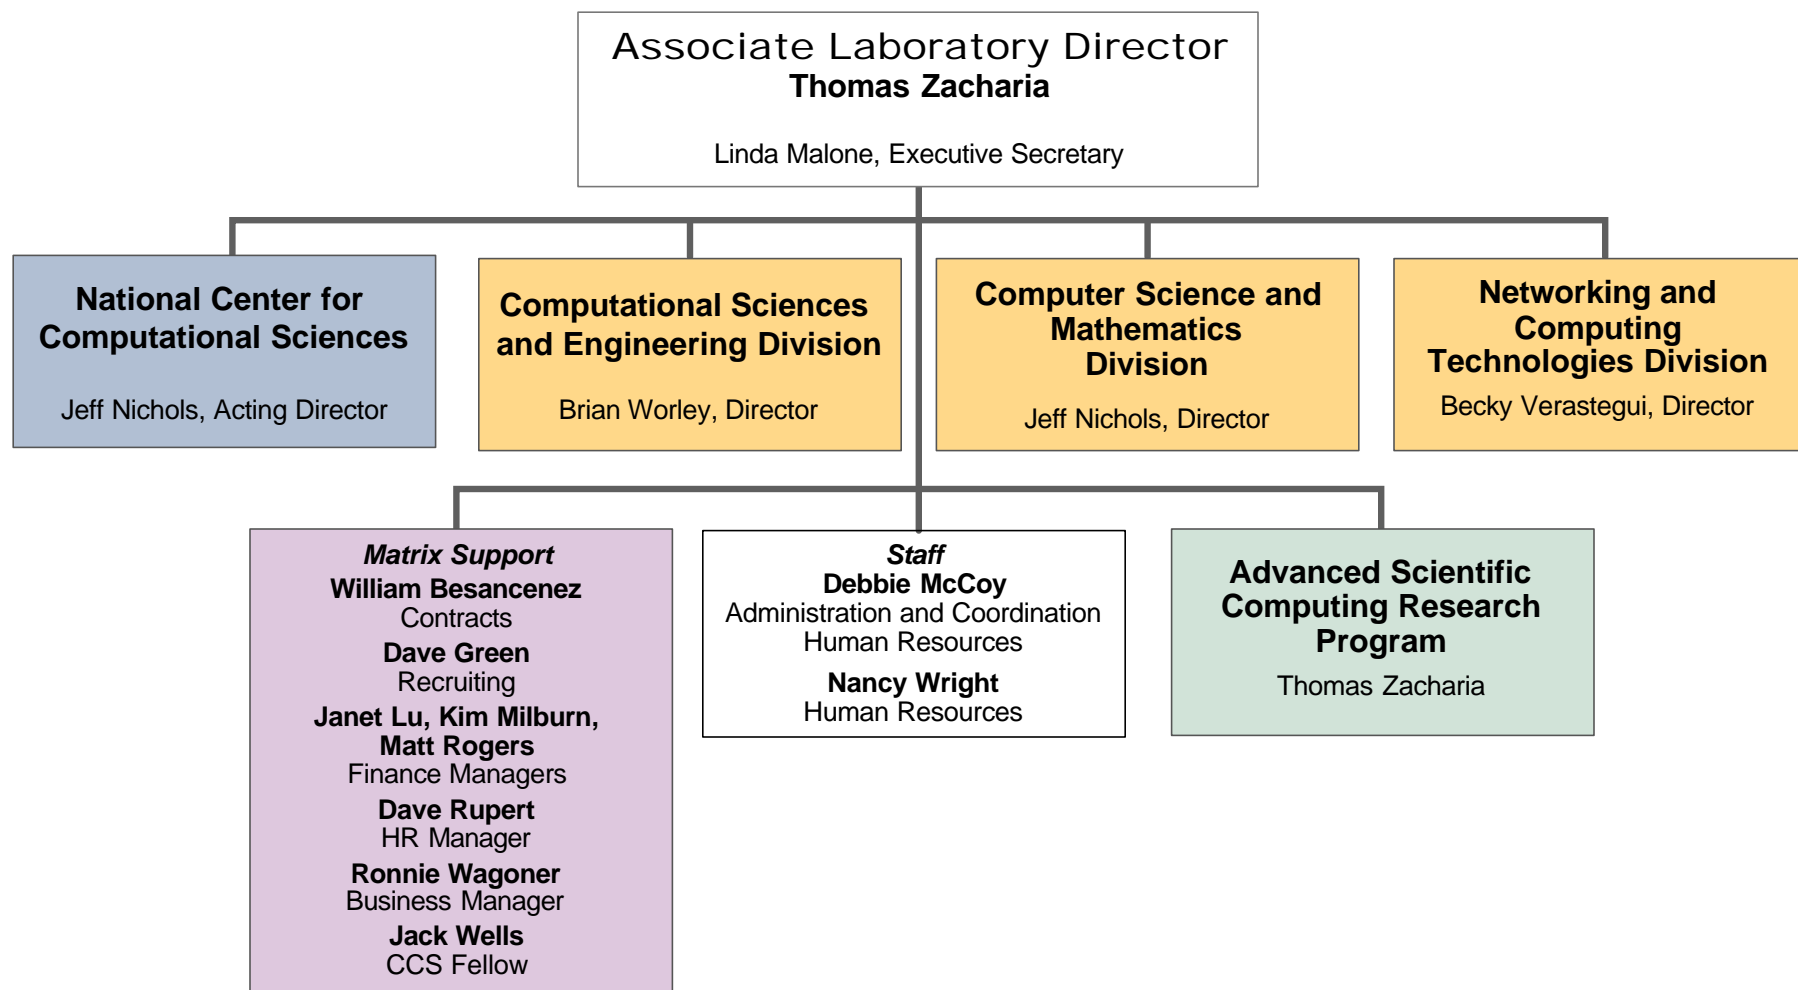 Associate Laboratory Director
Thomas Zacharia
Linda Malone, Executive Secretary
National Center for
Computational Sciences
Jeff Nichols, Acting Director
Computational Sciences
and Engineering Division
Brian Worley, Director
Computer Science and
Mathematics
Division
Jeff Nichols, Director
Networking and
Computing
Technologies Division
Becky Verastegui, Director
Matrix Support
William Besancenez
Contracts
Dave Green
Recruiting
Janet Lu, Kim Milburn,
Matt Rogers
Finance Managers
Dave Rupert
HR Manager
Ronnie Wagoner
Business Manager
Jack Wells
CCS Fellow
Staff
Debbie McCoy
Administration and Coordination
Human Resources
Nancy Wright
Human Resources
Advanced Scientific
Computing Research
Program
Thomas Zacharia